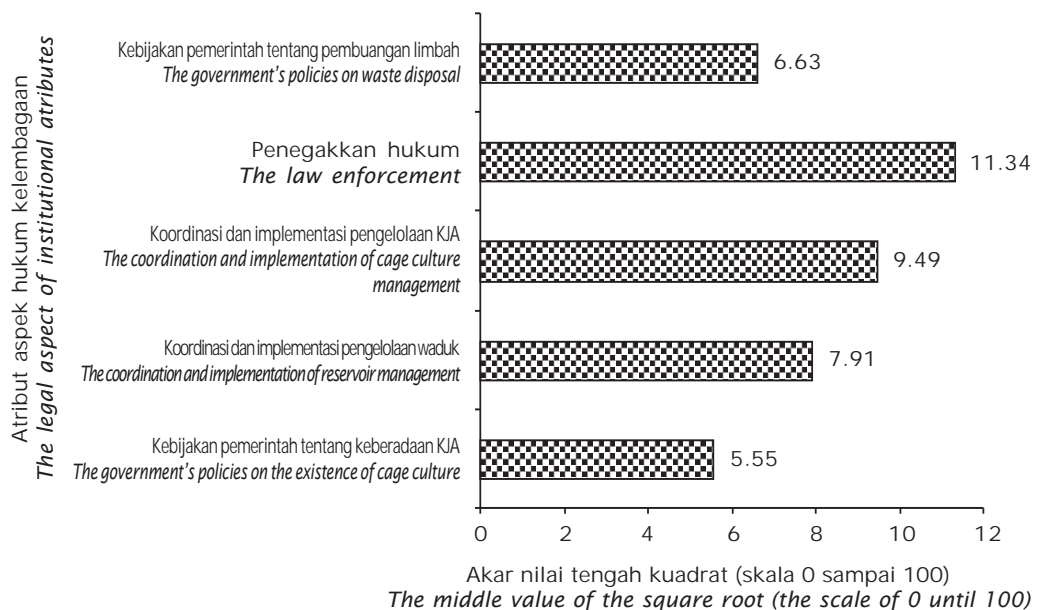 Atribut aspek hukum kelembagaan
The legal aspect of institutional atributes
Kebijakan pemerintah tentang pembuangan limbah
The government's policies on waste disposal
6.63
Penegakkan hukum
The law enforcement
11.34
Koordinasi dan implementasi pengelolaan KJA
The coordination and implementation of cage culture
management
9.49
Koordinasi dan implementasi pengelolaan waduk
The coordination and implementation of reservoir management
7.91
Kebijakan pemerintah tentang keberadaan KJA
The government's policies on the existence of cage culture
5.55
0 2 4 6 8 10 12
Akar nilai tengah kuadrat (skala 0 sampai 100)
The middle value of the square root (the scale of 0 until 100)